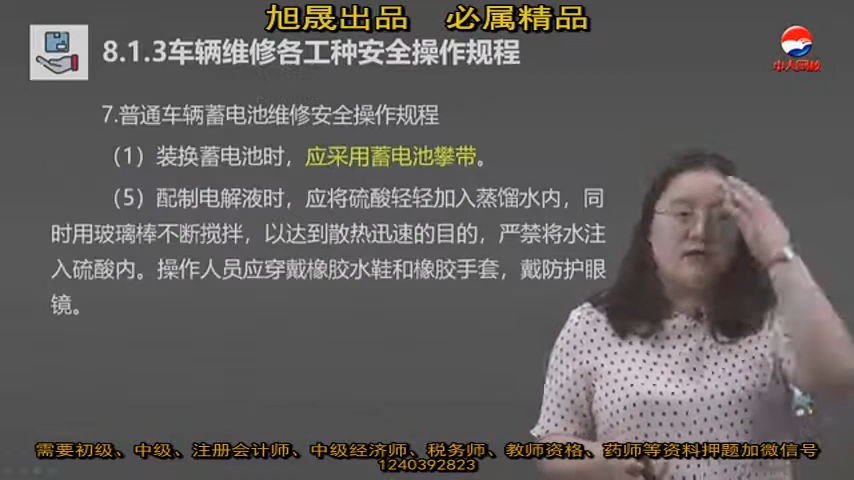 旭晟出品 必属精品
8.1.3车辆维修各工种安全操作规程
中大网校
7.普通车辆蓄电池维修安全操作规程
（1）装换蓄电池时，应采用蓄电池攀带。
（5）配制电解液时，应将硫酸轻轻加入蒸馏水内，同
时用玻璃棒不断搅拌，以达到散热迅速的目的，严禁将水注
入硫酸内。操作人员应穿戴橡胶水鞋和橡胶手套，戴防护眼
镜。
需要初级、中级、注册会计师、中级经济师、税务师、教师资格、药师等资料押题加微信号
1240392823